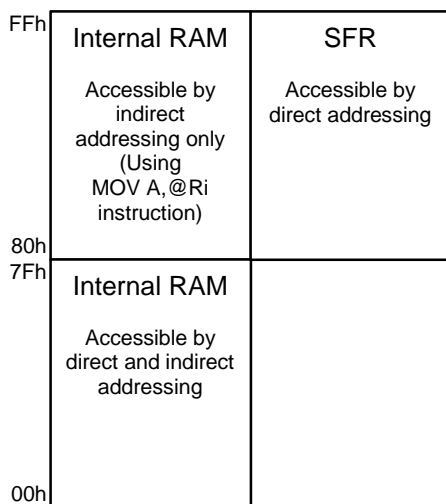 FFh
Internal RAM
Accessible by
indirect
addressing only
(Using
MOV A,@Ri
instruction)
SFR
Accessible by
direct addressing
80h
7Fh
Internal RAM
Accessible by
direct and indirect
addressing
00h